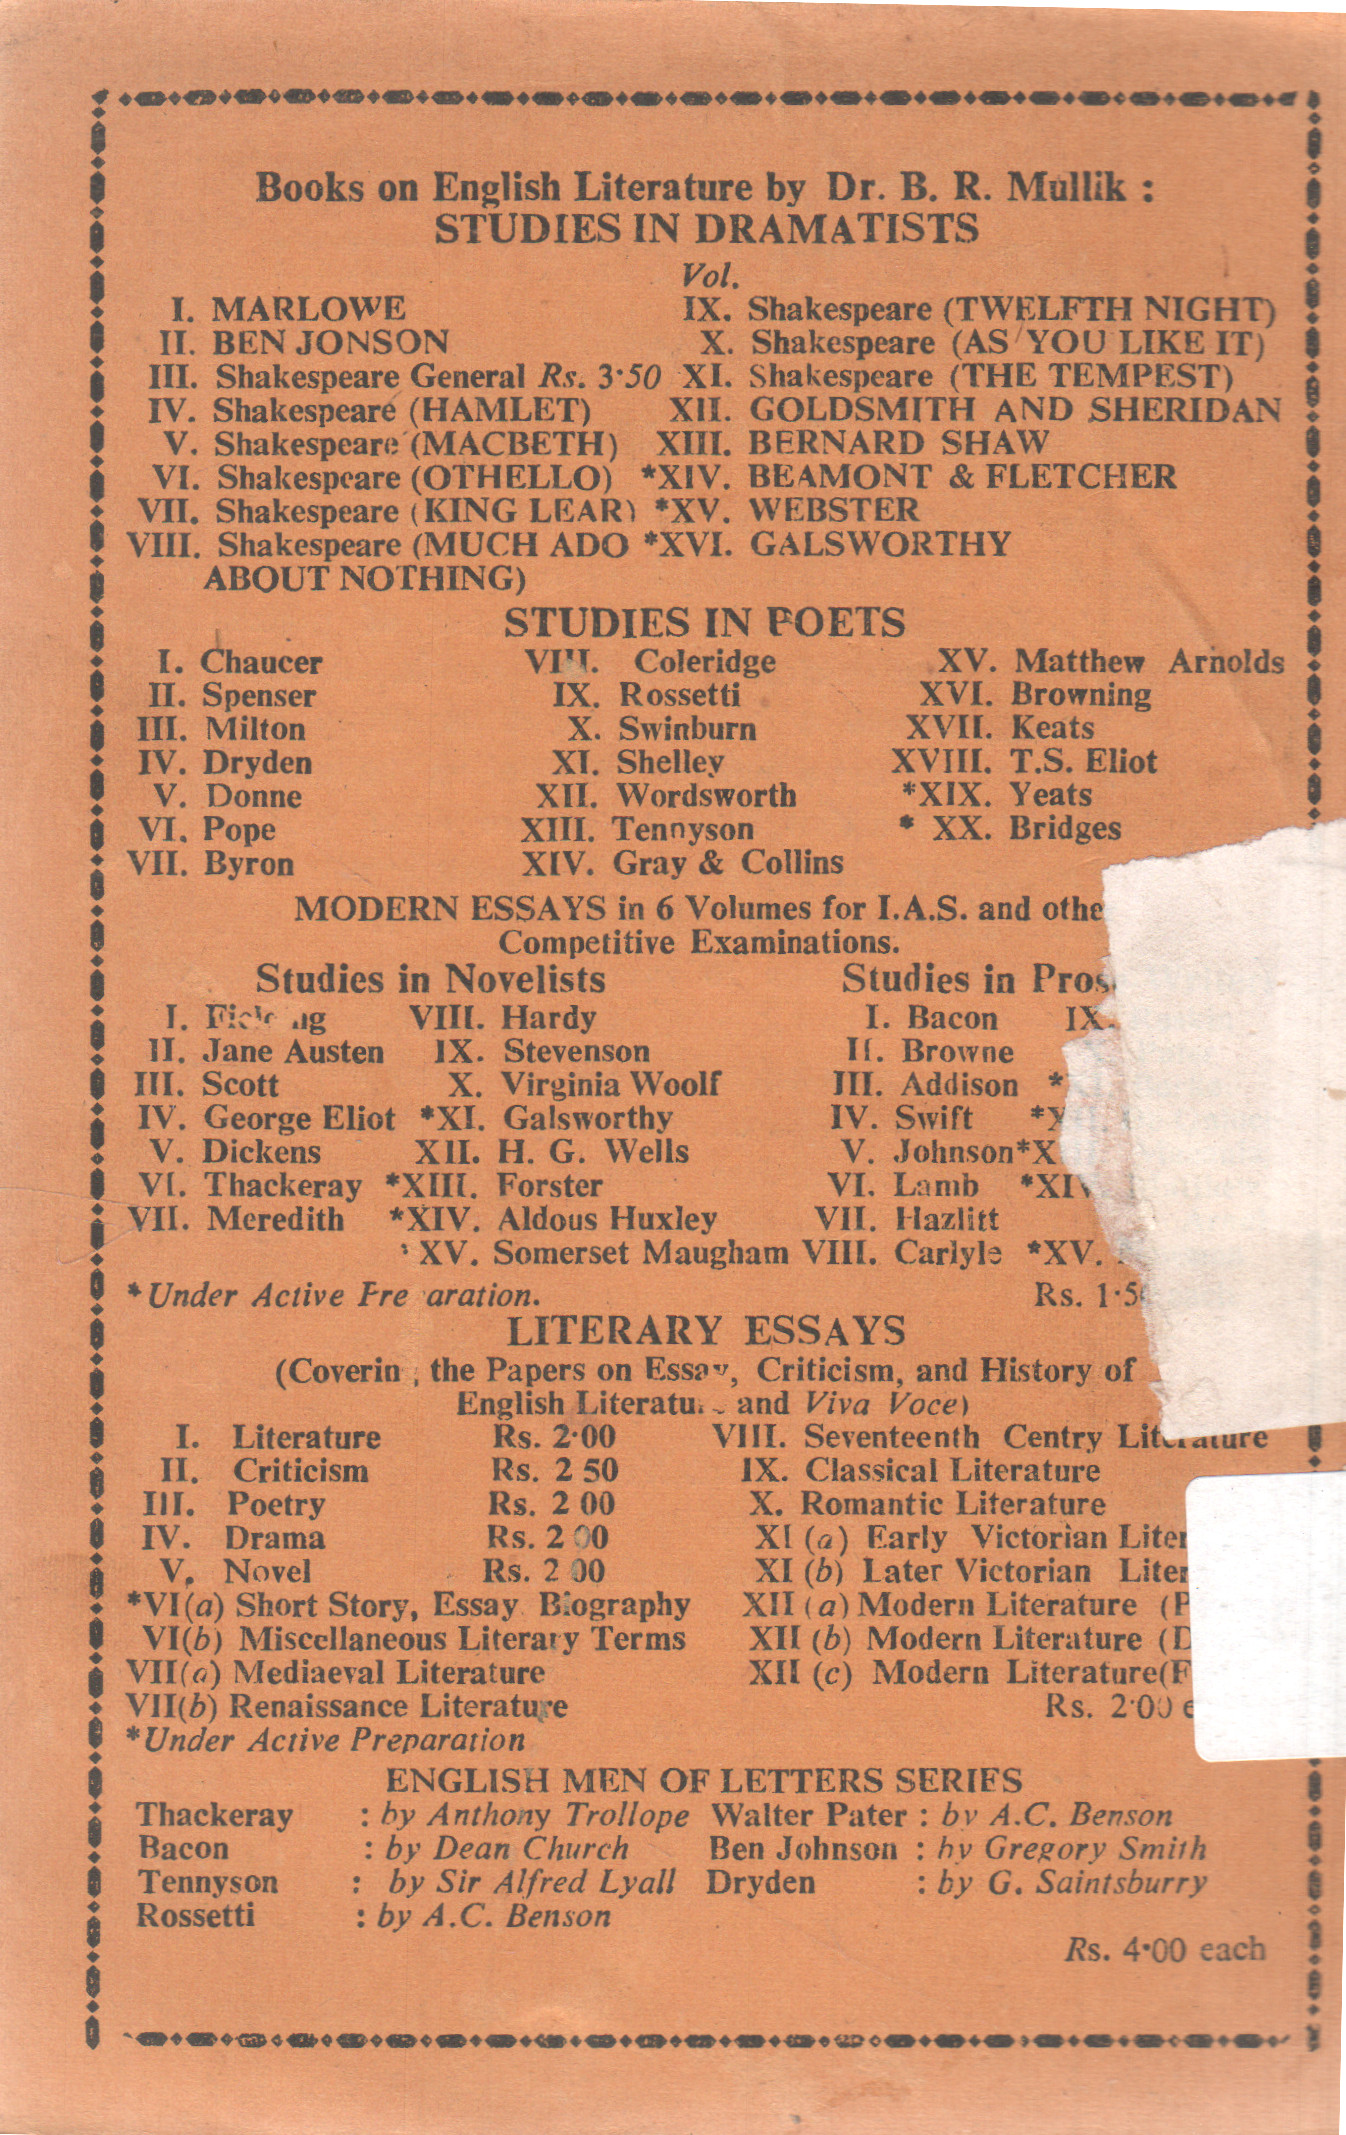 Books on English Literature by Dr. B. R. Mullik :
STUDIES IN DRAMATISTS
Vol.
I. MARLOWE IX. Shakespeare (TWELFTH NIGHT)
II. BEN JONSON X. Shakespeare (AS YOU LIKE IT)
III. Shakespeare General Rs. 3·50 XI. Shakespeare (THE TEMPEST)
IV. Shakespeare (HAMLET) XII. GOLDSMITH AND SHERIDAN
V. Shakespeare (MACBETH) XIII. BERNARD SHAW
VI. Shakespeare (OTHELLO) *XIV. BEAMONT & FLETCHER
VII. Shakespeare (KING LEAR) *XV. WEBSTER
VIII. Shakespeare (MUCH ADO *XVI. GALSWORTHY
ABOUT NOTHING)
STUDIES IN POETS
I. Chaucer VIII. Coleridge XV. Matthew Arnolds
II. Spenser IX. Rossetti XVI. Browning
III. Milton X. Swinburn XVII. Keats
IV. Dryden XI. Shelley XVIII. T.S. Eliot
V. Donne XII. Wordsworth *XIX. Yeats
VI. Pope XIII. Tennyson * XX. Bridges
VII. Byron XIV. Gray & Collins
MODERN ESSAYS in 6 Volumes for I.A.S. and othe
Competitive Examinations.
Studies in Novelists Studies in Pros
I. Fielding VIII. Hardy I. Bacon IX.
II. Jane Austen IX. Stevenson II. Browne
III. Scott X. Virginia Woolf III. Addison *
IV. George Eliot *XI. Galsworthy IV. Swift *X
V. Dickens XII. H. G. Wells V. Johnson *X
VI. Thackeray *XIII. Forster VI. Lamb *XIV
VII. Meredith *XIV. Aldous Huxley VII. Hazlitt
*XV. Somerset Maugham VIII. Carlyle *XV.
*Under Active Preparation. Rs. 1·5
LITERARY ESSAYS
(Covering the Papers on Essay, Criticism, and History of
English Literature and Viva Voce)
I. Literature Rs. 2·00 VIII. Seventeenth Centry Literature
II. Criticism Rs. 2 50 IX. Classical Literature
III. Poetry Rs. 2 00 X. Romantic Literature
IV. Drama Rs. 2 00 XI (a) Early Victorian Liter
V. Novel Rs. 2 00 XI (b) Later Victorian Liter
*VI(a) Short Story, Essay Biography XII (a) Modern Literature (P
VI(b) Miscellaneous Literary Terms XII (b) Modern Literature (D
VII(a) Mediaeval Literature XII (c) Modern Literature(F
VII(b) Renaissance Literature Rs. 2·00 e
*Under Active Preparation
ENGLISH MEN OF LETTERS SERIES
Thackeray : by Anthony Trollope Walter Pater : by A.C. Benson
Bacon : by Dean Church Ben Johnson : by Gregory Smith
Tennyson : by Sir Alfred Lyall Dryden : by G. Saintsburry
Rossetti : by A.C. Benson
Rs. 4·00 each